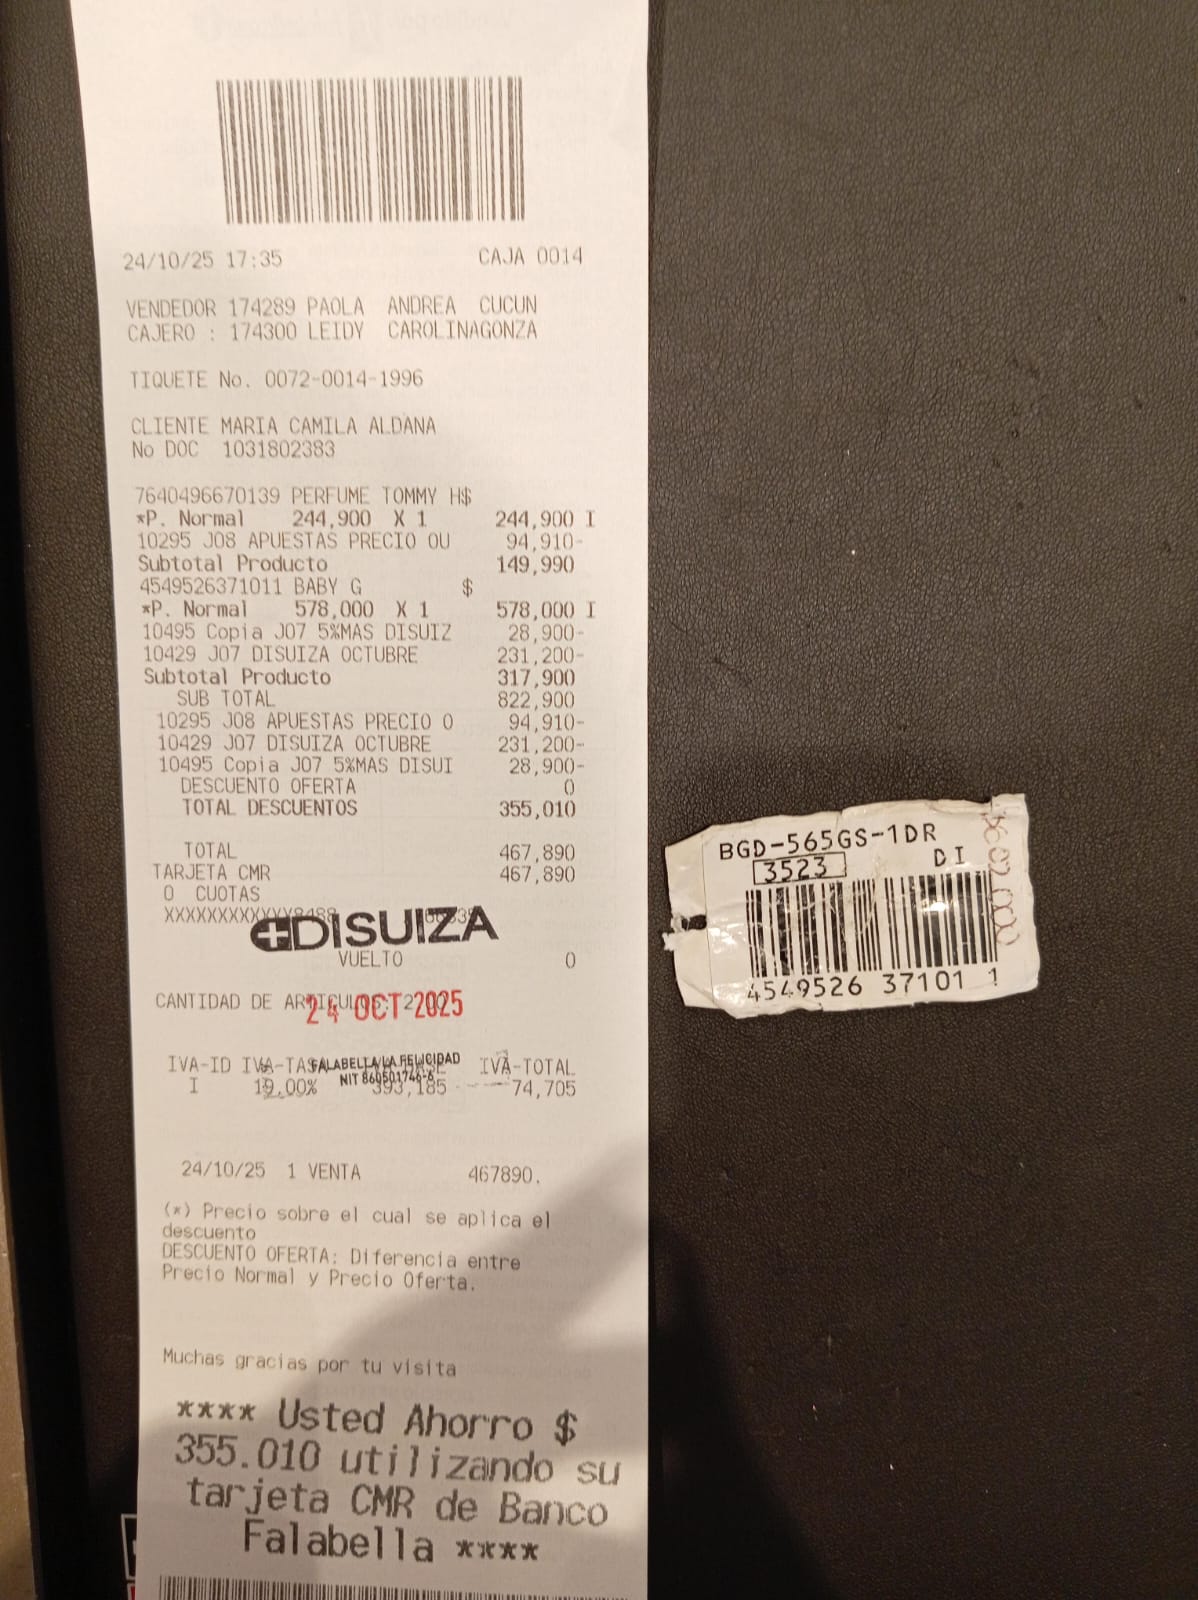 24/10/25 17:35 CAJA 0014
VENDEDOR 174289 PAOLA ANDREA CUCUN
CAJERO : 174300 LEIDY CAROLINAGONZA
TIQUETE No. 0072-0014-1996
CLIENTE MARIA CAMILA ALDANA
No DOC 1031802383
7640496670139 PERFUME TOMMY H$
*P. Normal 244,900 X 1 244,900 I
10295 J08 APUESTAS PRECIO OU 94,910-
Subtotal Producto 149,990
4549526371011 BABY G $
*P. Normal 578,000 X 1 578,000 I
10495 Copia J07 5%MAS DISUIZ 28,900-
10429 J07 DISUIZA OCTUBRE 231,200-
Subtotal Producto 317,900
SUB TOTAL 822,900
10295 J08 APUESTAS PRECIO O 94,910-
10429 J07 DISUIZA OCTUBRE 231,200-
10495 Copia J07 5%MAS DISUI 28,900-
DESCUENTO OFERTA 0
TOTAL DESCUENTOS 355,010
TOTAL 467,890
TARJETA CMR 467,890
0 CUOTAS
DISUIZA
VUELTO 0
CANTIDAD DE
24 OCT 2025
FALABELLA LA FELICIDAD
IVA-ID IVA-TASA IVA-TOTAL
I 19,00% 393,185 74,705
24/10/25 1 VENTA 467890.
(*) Precio sobre el cual se aplica el
descuento
DESCUENTO OFERTA: Diferencia entre
Precio Normal y Precio Oferta.
Muchas gracias por tu visita
**** Usted Ahorro $
355.010 utilizando su
tarjeta CMR de Banco
Falabella ****
BGD-565GS-1DR
3523 DI
4549526 37101 1